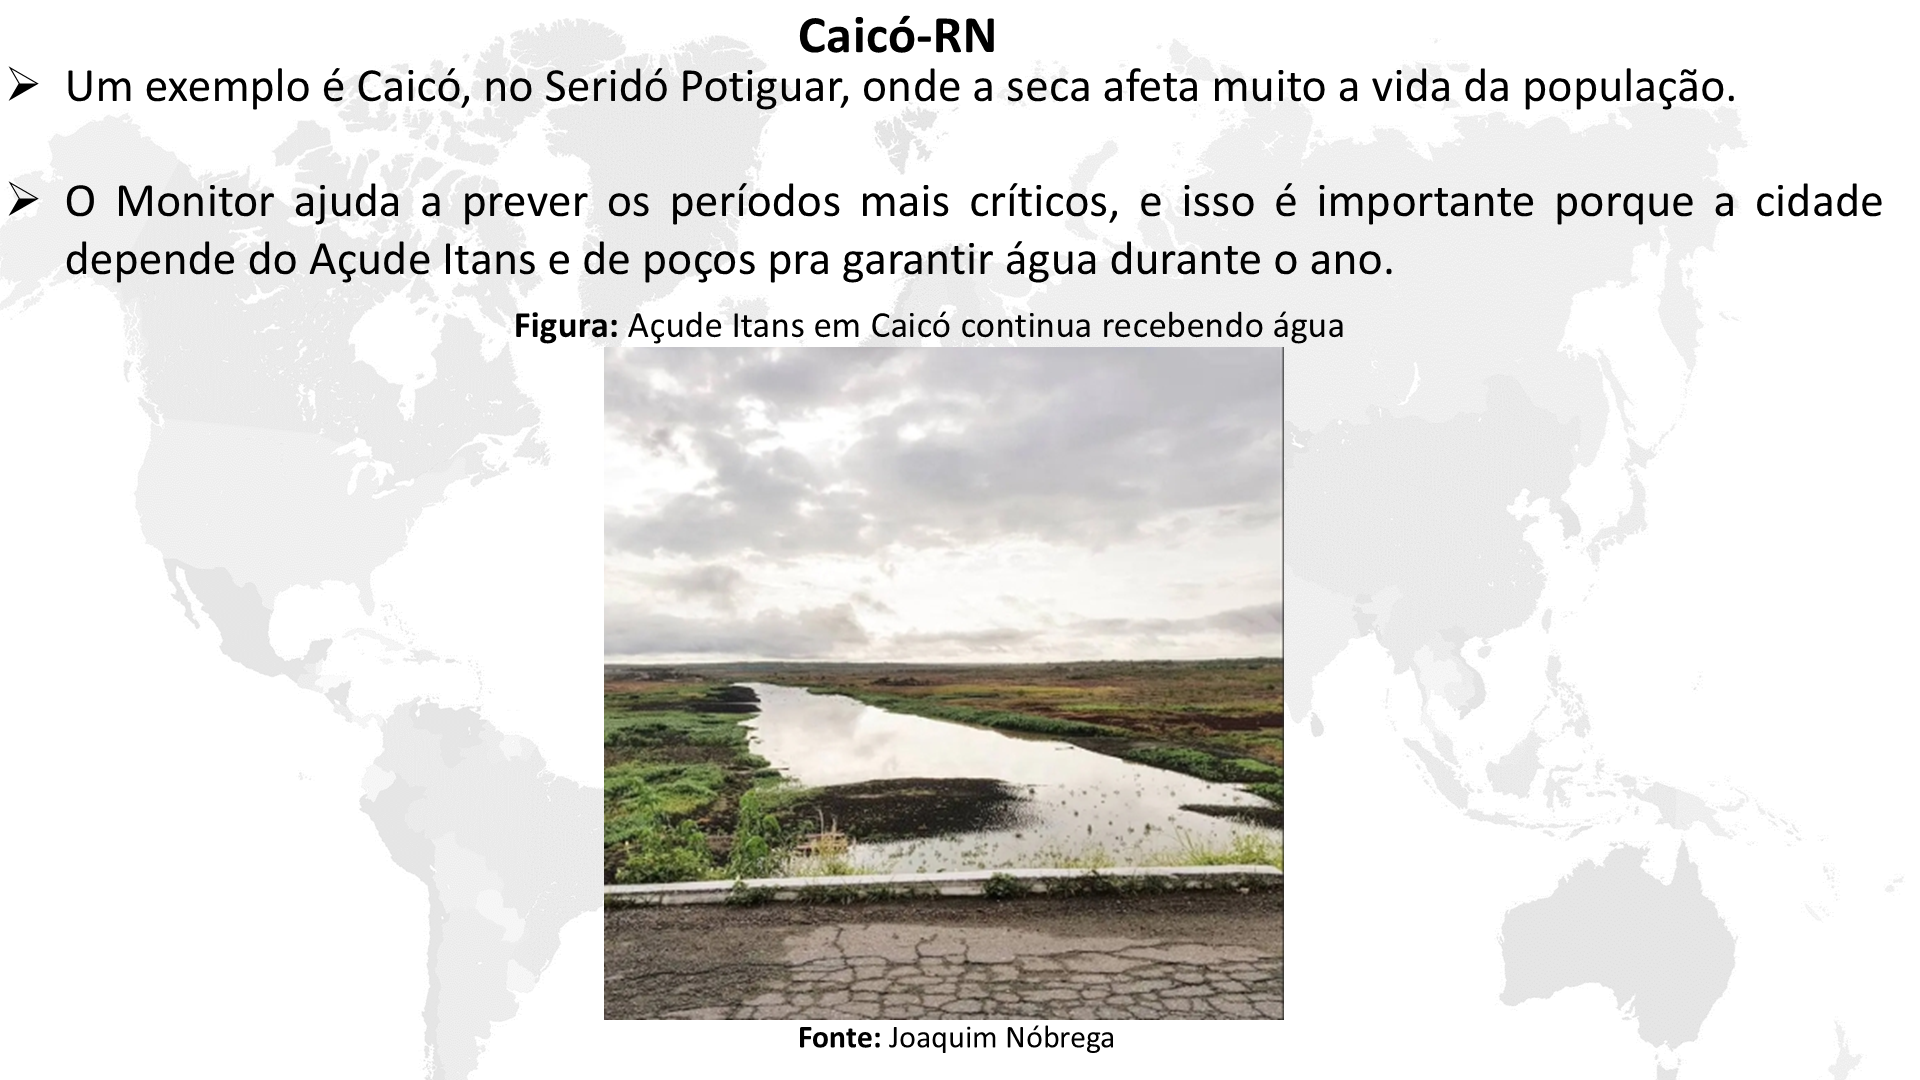 Caicó-RN
➢ Um exemplo é Caicó, no Seridó Potiguar, onde a seca afeta muito a vida da população.
➢ O Monitor ajuda a prever os períodos mais críticos, e isso é importante porque a cidade
depende do Açude Itans e de poços pra garantir água durante o ano.
Figura: Açude Itans em Caicó continua recebendo água
Fonte: Joaquim Nóbrega